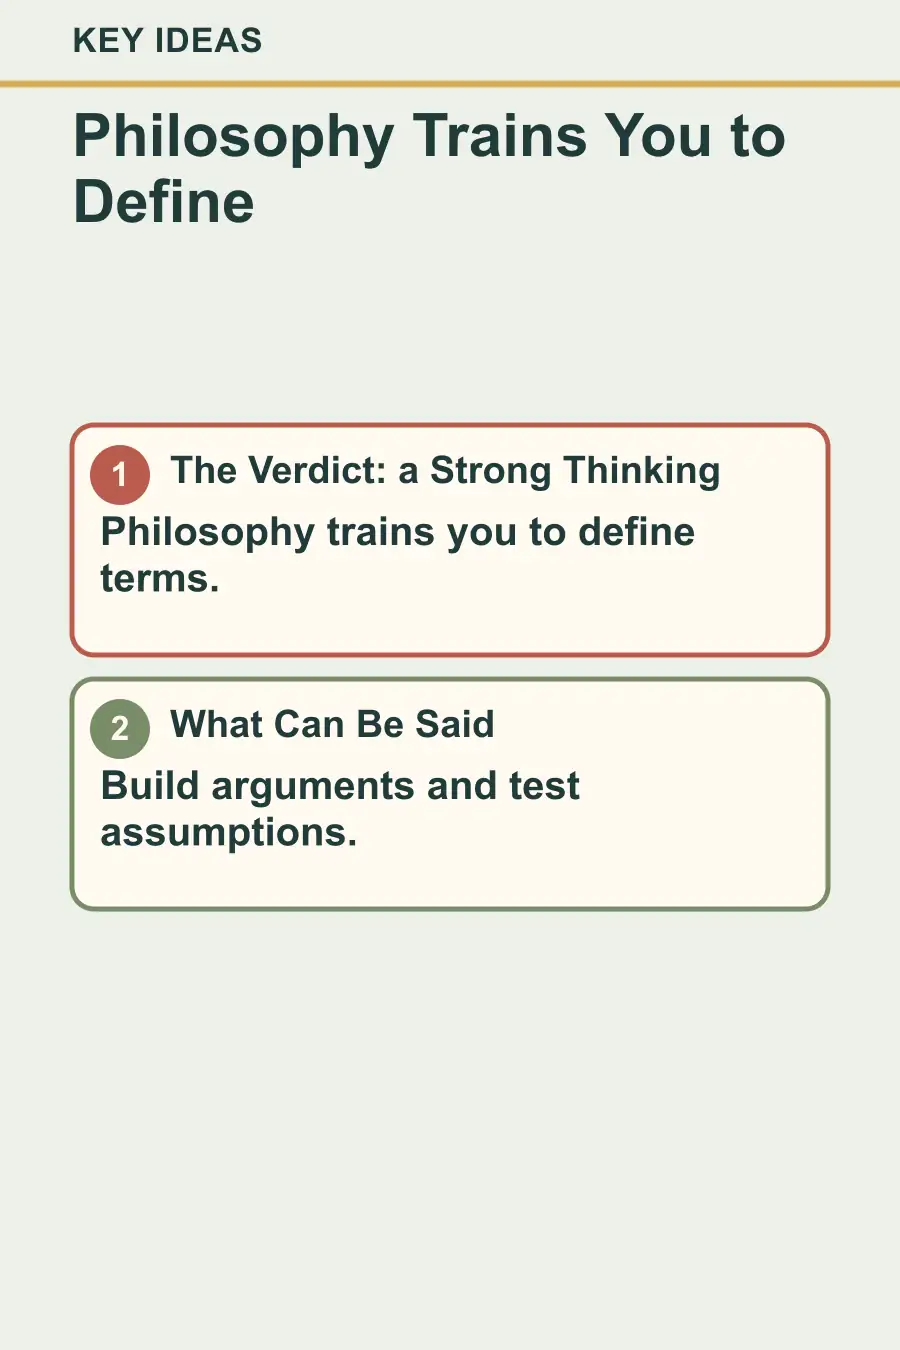 KEY IDEAS
Philosophy Trains You to
Define
1 The Verdict: a Strong Thinking
Philosophy trains you to define
terms.
2 What Can Be Said
Build arguments and test
assumptions.